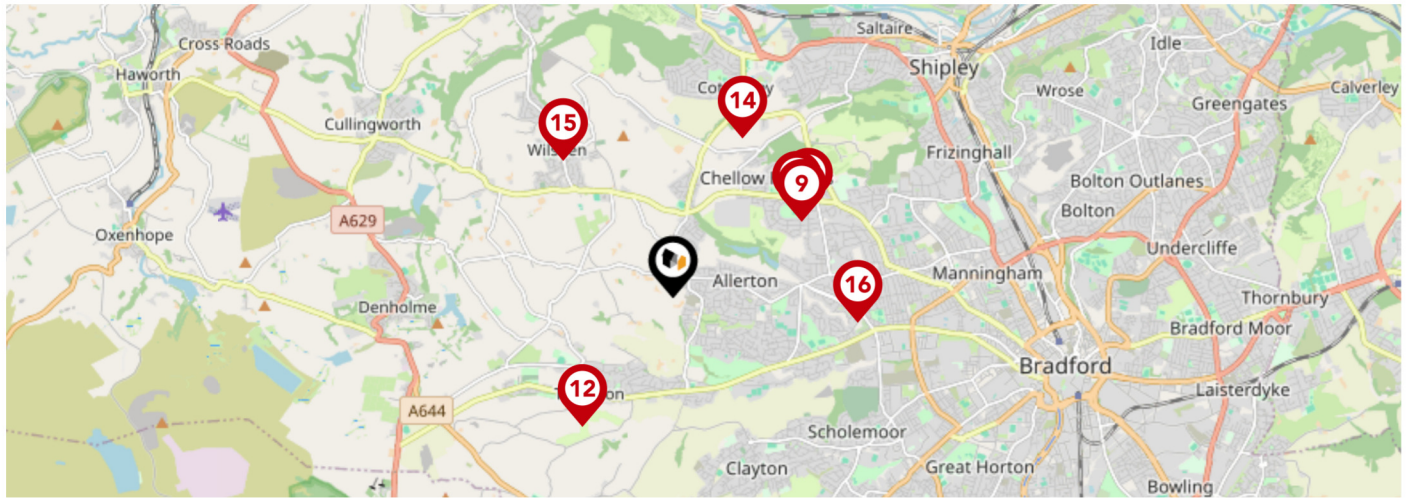 Cross Roads
Saltaire
Idle
Haworth
Shipley
Wrose
Calverley
Greengates
14
15
Cullingworth
Frizinghall
Chellow
9
Bolton Outlanes
Bolton
A629
Oxenhope
Undercliffe
Allerton
Manningham
16
Denholme
Thornbury
Bradford Moor
Bradford
12
Laisterdyke
A644
Scholemoor
Clayton
Great Horton
Bowling